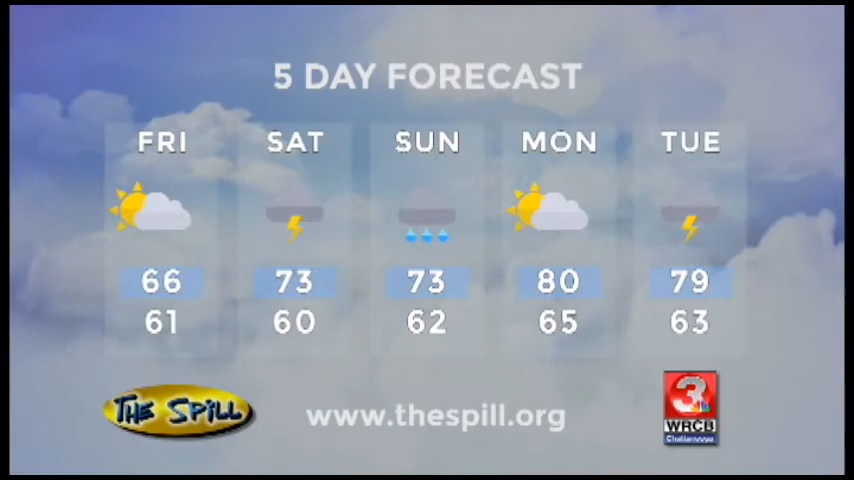 5 DAY FORECAST
FRI SAT SUN MON TUE
66 73 73 80 79
61 60 62 65 63
THE SPILL
www.thespill.org
3
WRCB
Chattanooga